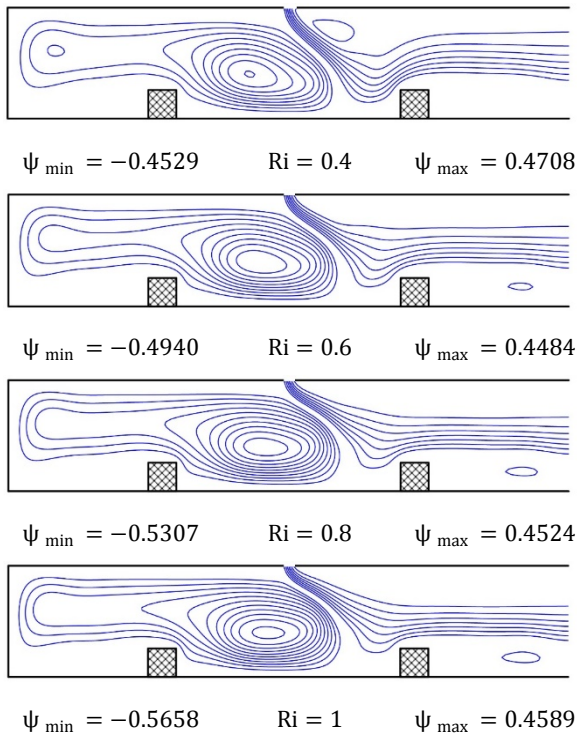 ψ min = −0.4529 Ri = 0.4 ψ max = 0.4708
ψ min = −0.4940 Ri = 0.6 ψ max = 0.4484
ψ min = −0.5307 Ri = 0.8 ψ max = 0.4524
ψ min = −0.5658 Ri = 1 ψ max = 0.4589